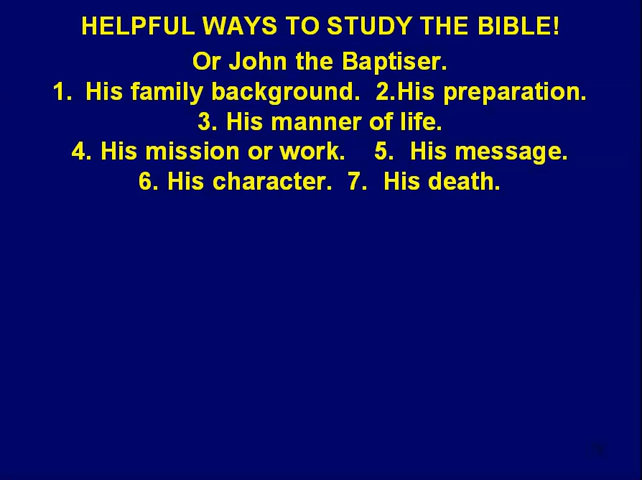 HELPFUL WAYS TO STUDY THE BIBLE!
Or John the Baptiser.
1. His family background. 2.His preparation.
3. His manner of life.
4. His mission or work. 5. His message.
6. His character. 7. His death.